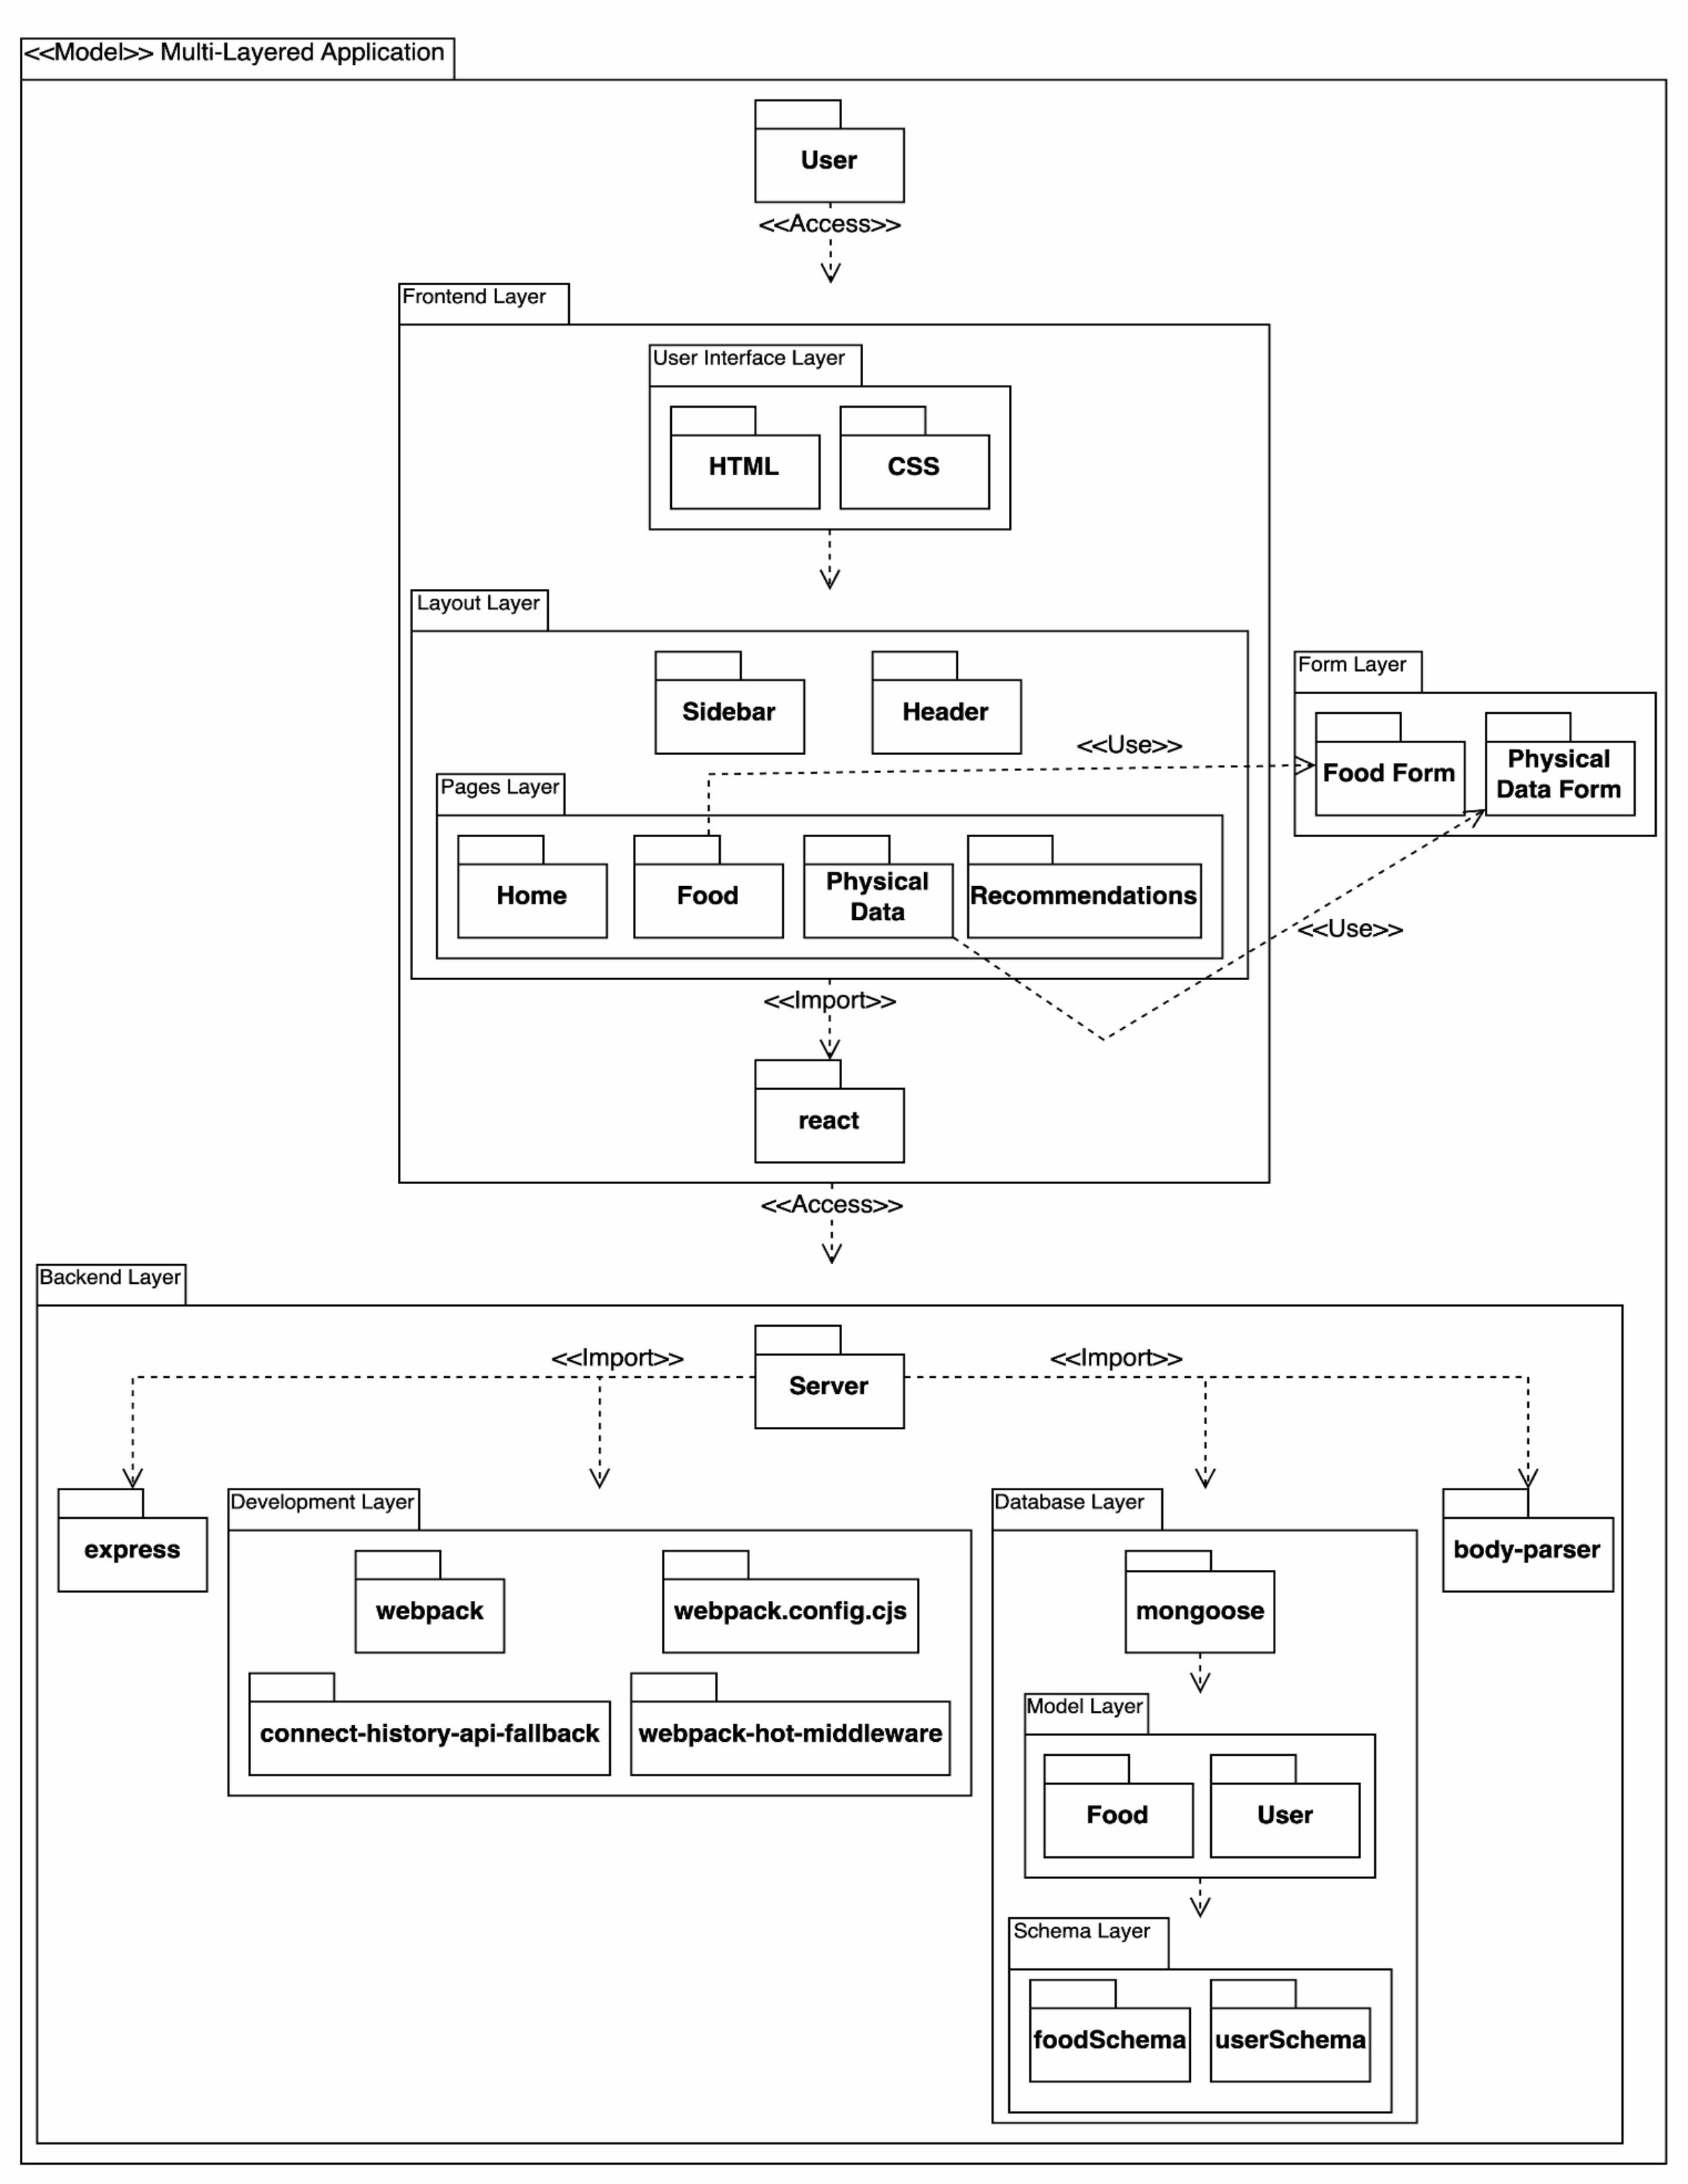 <<Model>> Multi-Layered Application
User
<<Access>>
Frontend Layer
User Interface Layer
HTML
CSS
Layout Layer
Sidebar
Header
Form Layer
Food Form
Physical
Data Form
<<Use>>
Pages Layer
Home
Food
Physical
Data
Recommendations
<<Use>>
<<Import>>
react
<<Access>>
Backend Layer
<<Import>>
Server
<<Import>>
express
Development Layer
webpack
webpack.config.cjs
connect-history-api-fallback
webpack-hot-middleware
Database Layer
mongoose
Model Layer
Food
User
Schema Layer
foodSchema
userSchema
body-parser